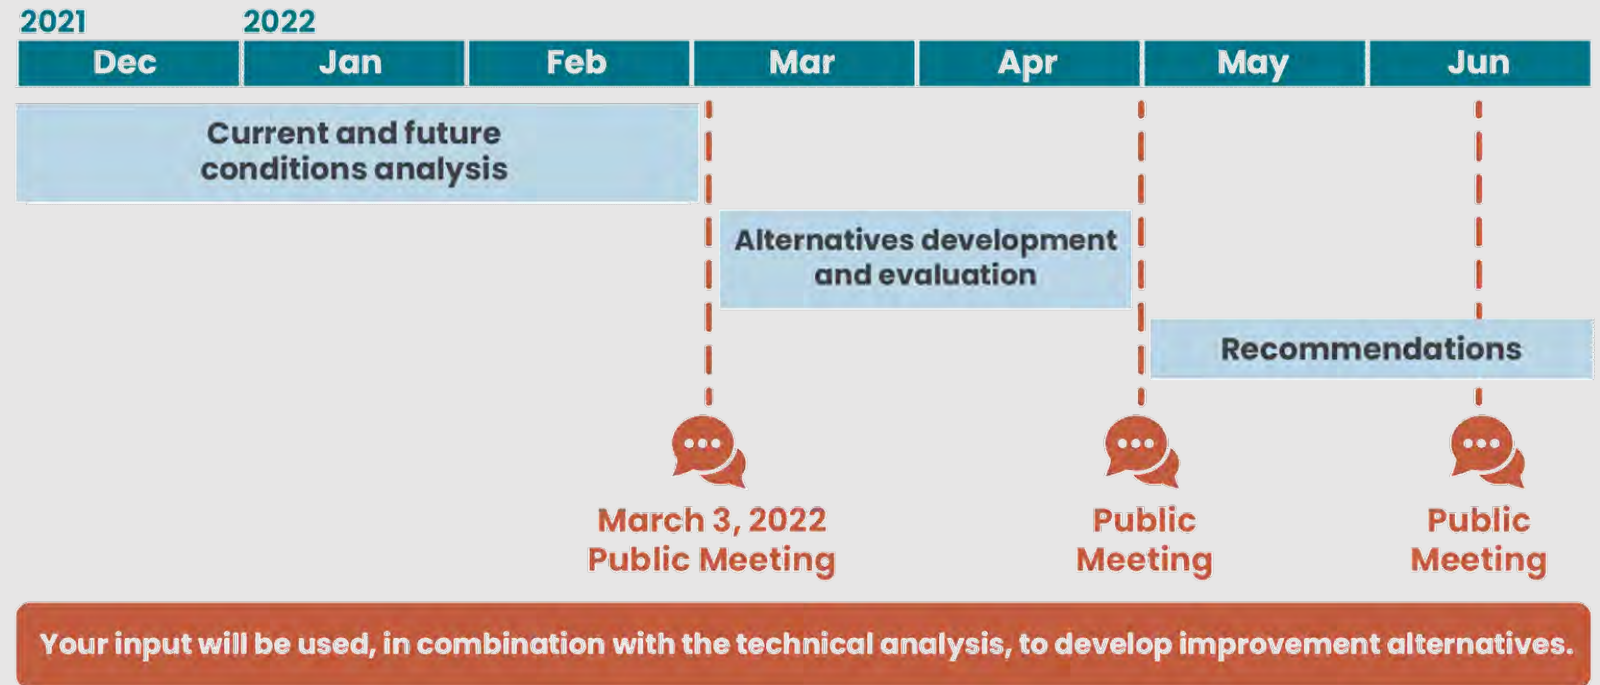 2021 2022
Dec Jan Feb Mar Apr May Jun
Current and future
conditions analysis
Alternatives development
and evaluation
Recommendations
March 3, 2022
Public Meeting
Public
Meeting
Public
Meeting
Your input will be used, in combination with the technical analysis, to develop improvement alternatives.